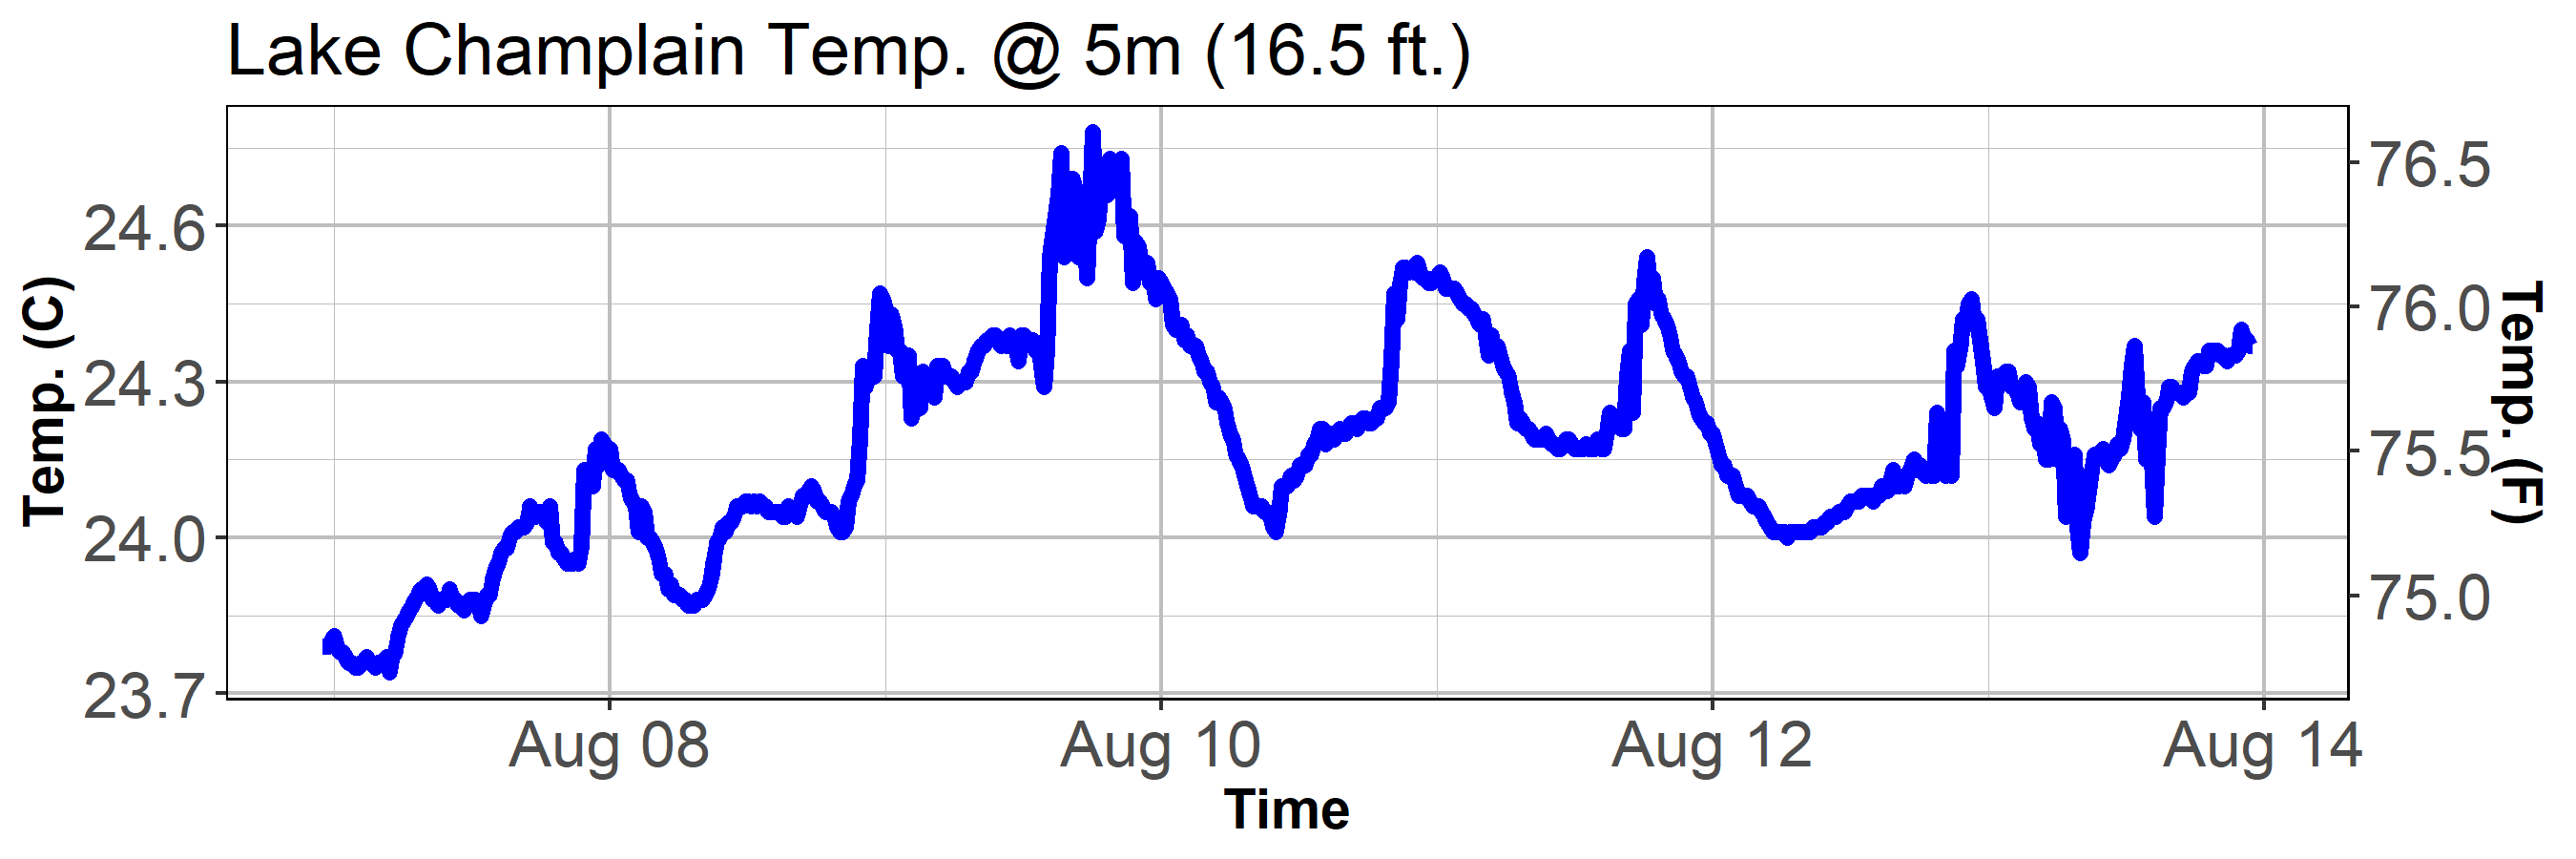 Lake Champlain Temp. @ 5m (16.5 ft.)
Temp. (C)
24.6
24.3
24.0
23.7
76.5
76.0
75.5
75.0
Temp. (F)
Aug 08 Aug 10 Aug 12 Aug 14
Time